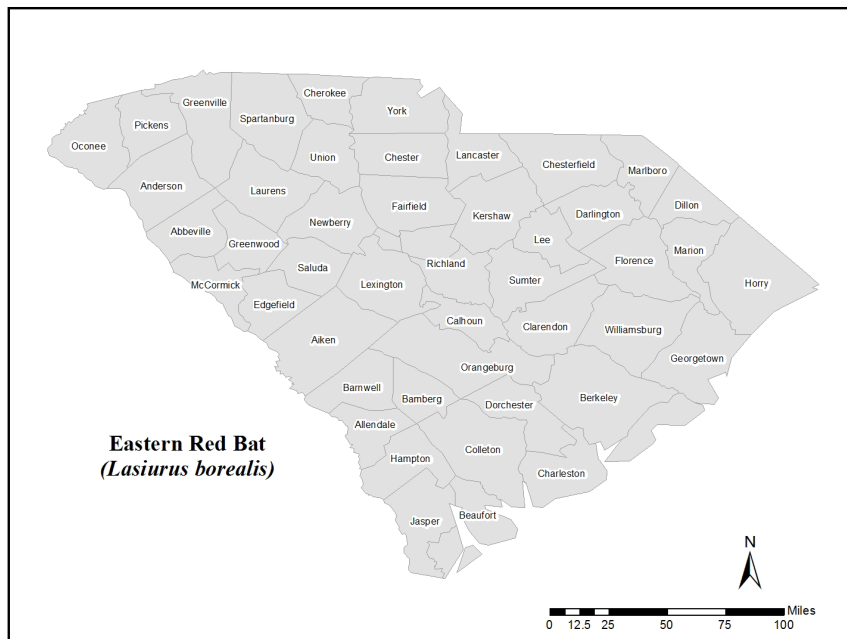 Cherokee
Greenville
York
Spartanburg
Pickens
Oconee
Union
Chester
Lancaster
Chesterfield
Marlboro
Anderson
Laurens
Dillon
Fairfield
Darlington
Kershaw
Newberry
Abbeville
Greenwood
Lee
Marion
Florence
Richland
Saluda
McCormick
Lexington
Sumter
Horry
Edgefield
Calhoun
Clarendon
Williamsburg
Aiken
Georgetown
Orangeburg
Barnwell
Bamberg
Berkeley
Dorchester
Allendale
Eastern Red Bat
(Lasiurus borealis)
Colleton
Hampton
Charleston
Beaufort
Jasper
N
Miles
0 12.5 25 50 75 100